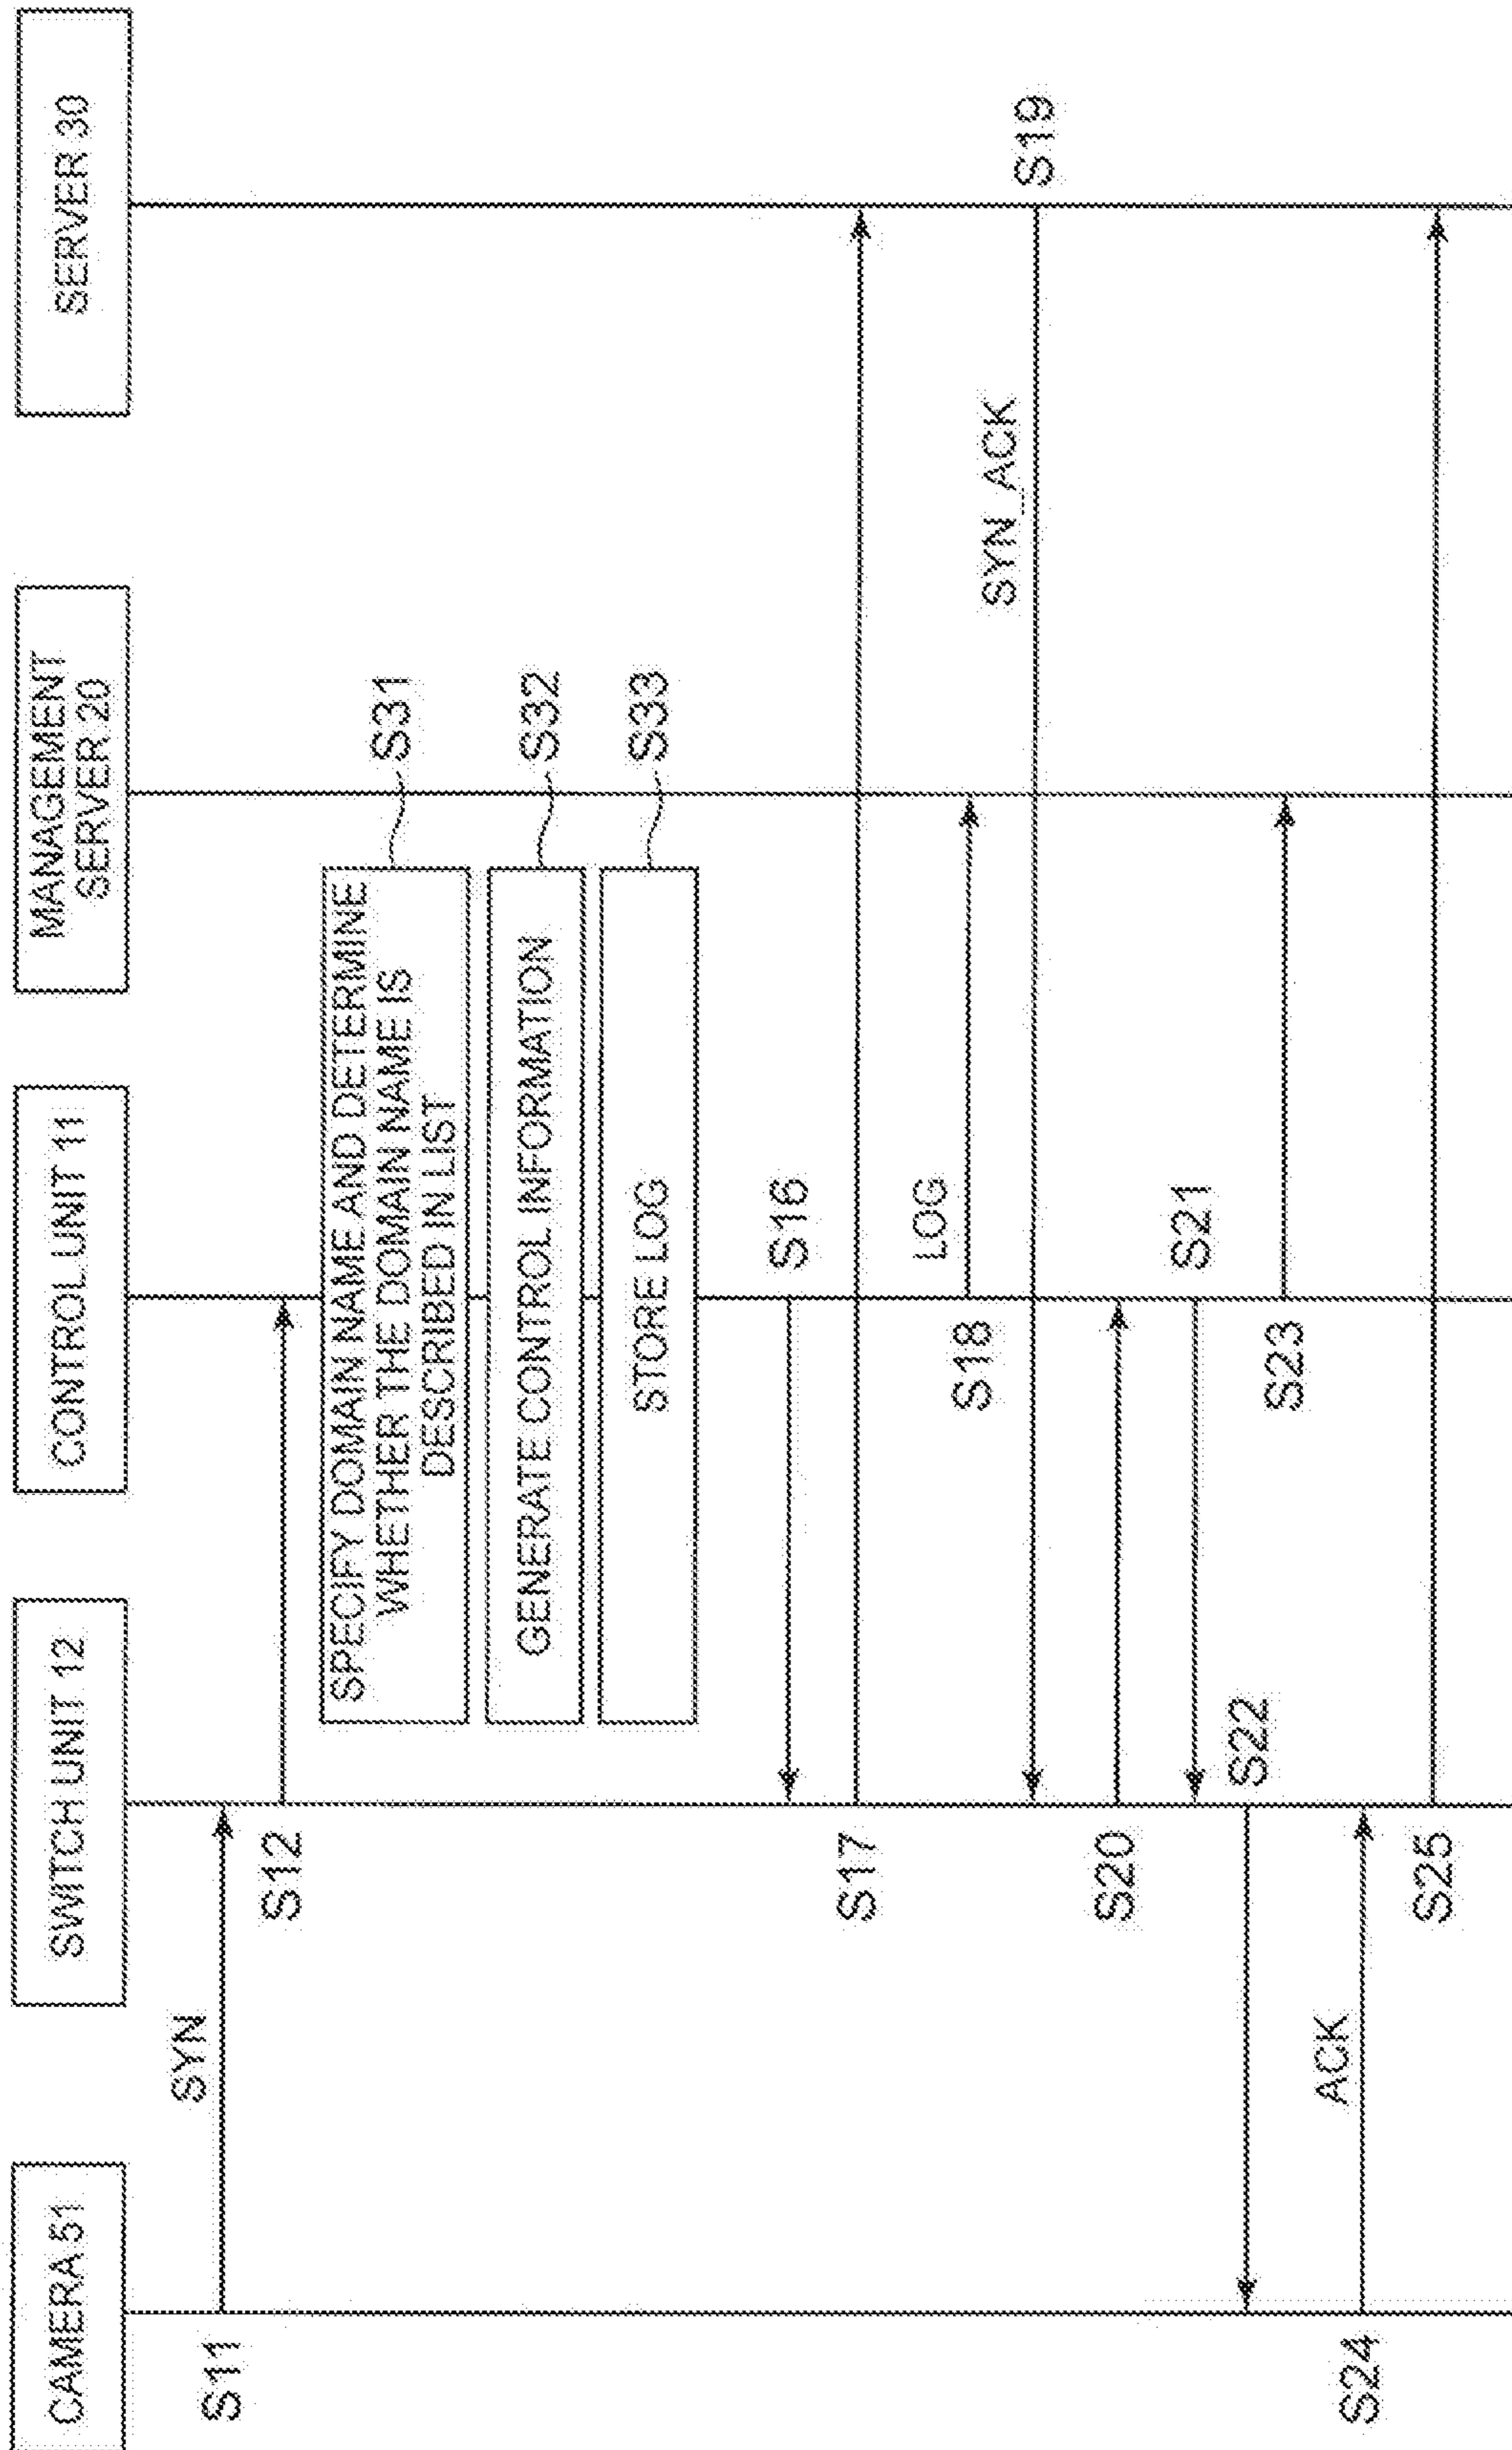 CAMERA 51
SWITCH UNIT 12
CONTROL UNIT 11
MANAGEMENT
SERVER 20
SERVER 30
S11
SYN
S12
SPECIFY DOMAIN NAME AND DETERMINE
WHETHER THE DOMAIN NAME IS
DESCRIBED IN LIST
S31
GENERATE CONTROL INFORMATION
S32
STORE LOG
S33
S16
S17
LOG
S18
SYN_ACK
S19
S20
S21
S22
S23
ACK
S24
S25